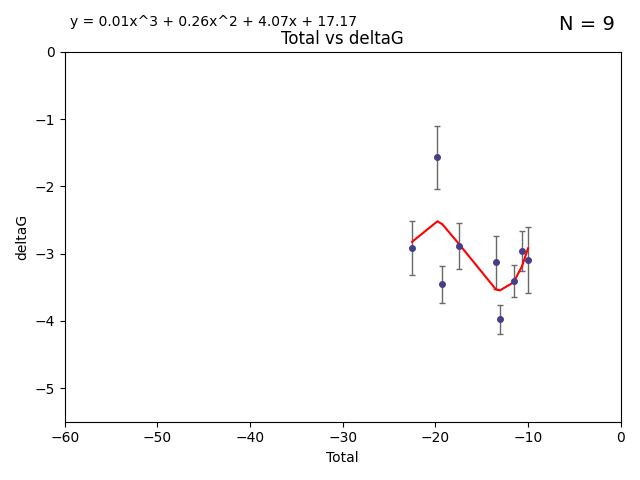 y = 0.01x^3 + 0.26x^2 + 4.07x + 17.17
N = 9
Total vs deltaG
0
−1
−2
−3
−4
−5
deltaG
−60 −50 −40 −30 −20 −10 0
Total